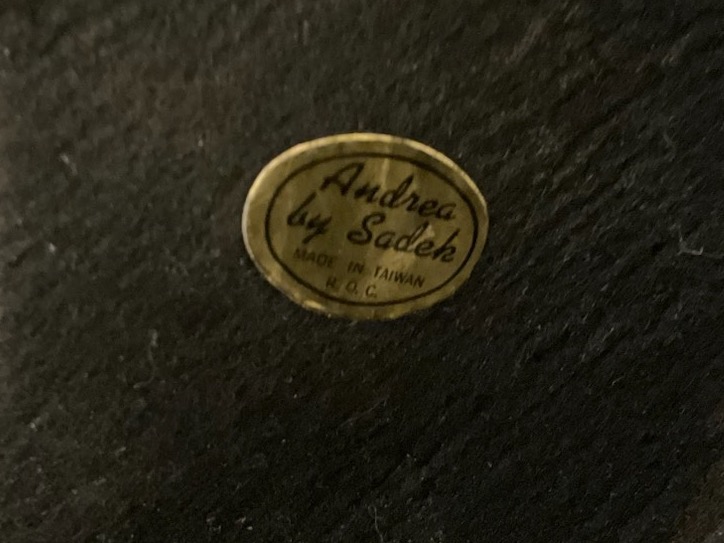 Andrea
by Sadek
MADE IN TAIWAN
R. O. C.